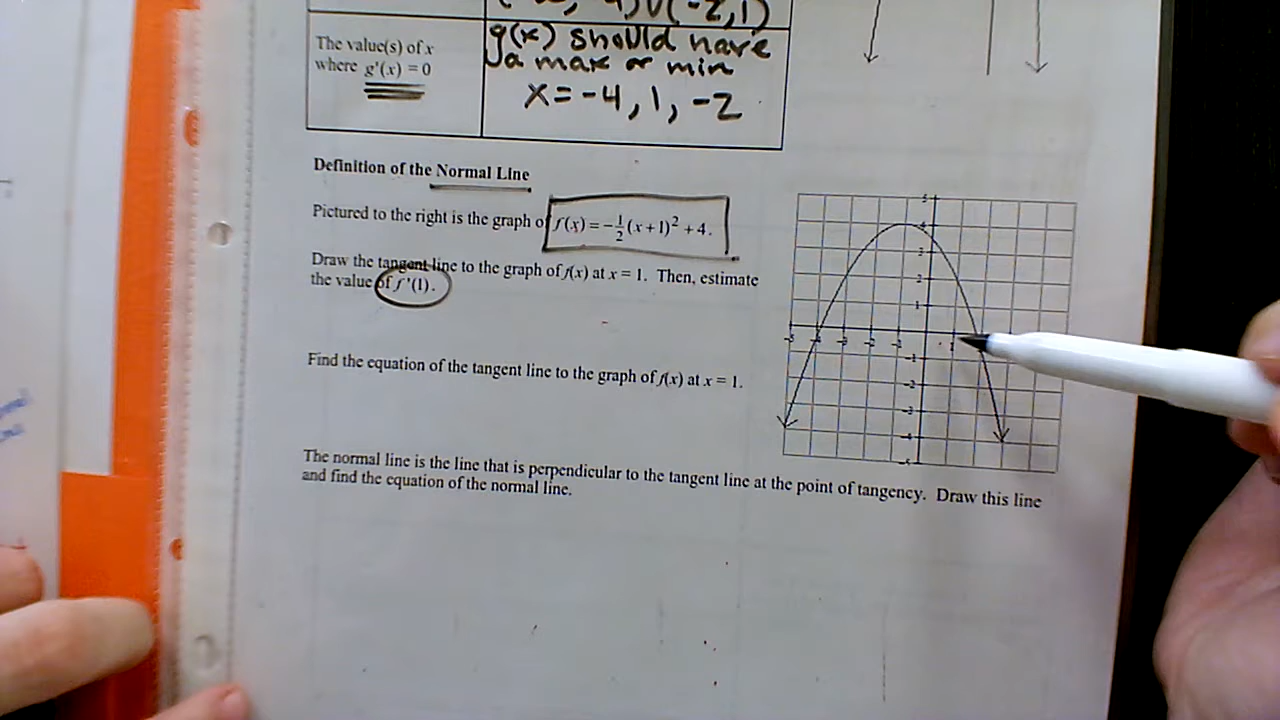 The value(s) of x
where g'(x) = 0
g(x) should have
a max or min
x = -4, 1, -2
Definition of the Normal Line
Pictured to the right is the graph of f(x) = -1/2 (x+1)² + 4.
Draw the tangent line to the graph of f(x) at x = 1. Then, estimate
the value of f '(1).
Find the equation of the tangent line to the graph of f(x) at x = 1.
The normal line is the line that is perpendicular to the tangent line at the point of tangency. Draw this line
and find the equation of the normal line.